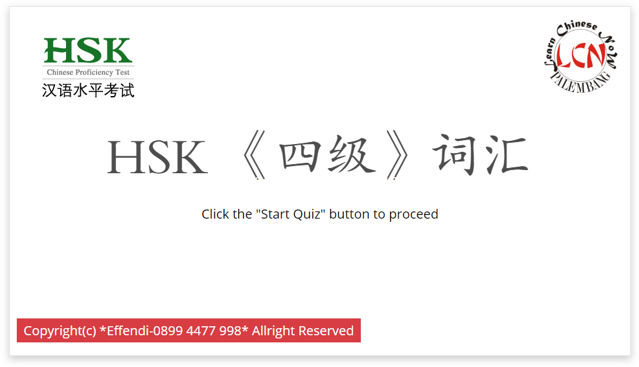 HSK
Chinese Proficiency Test
汉语水平考试
Learn Chinese NoW
LCN
PALEMBANG
HSK 《四级》词汇
Click the "Start Quiz" button to proceed
Copyright(c) *Effendi-0899 4477 998* Allright Reserved